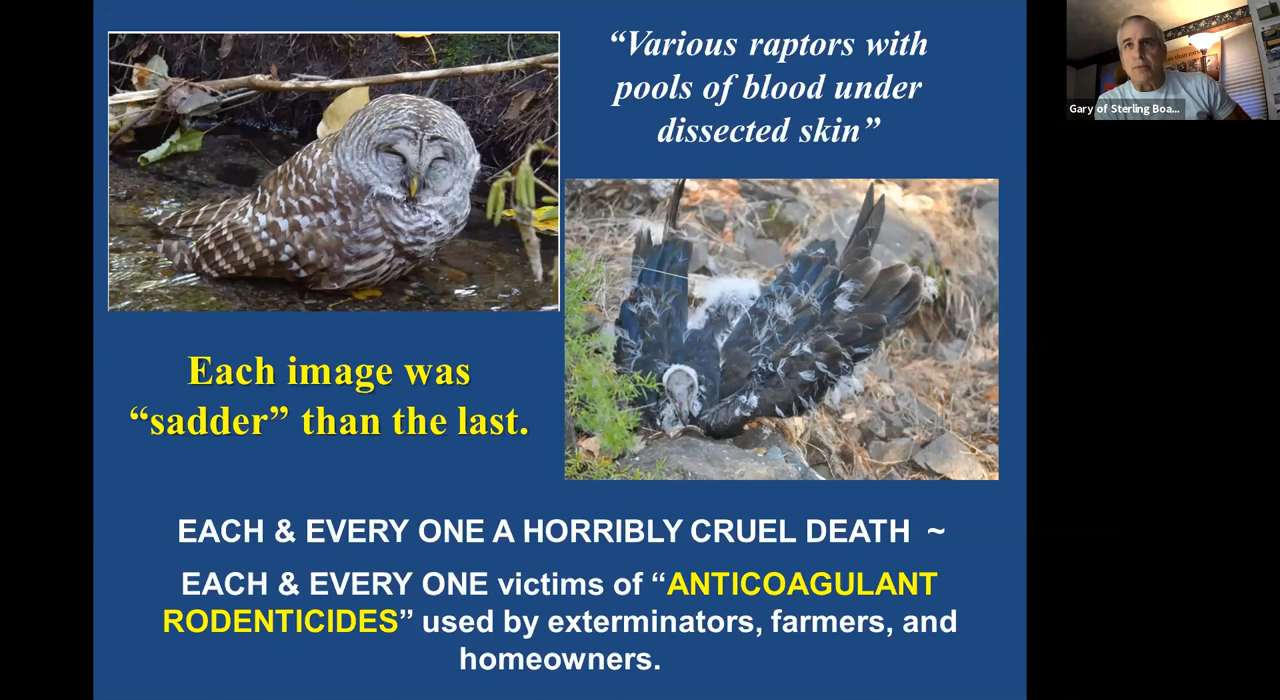 “Various raptors with
pools of blood under
dissected skin”
Gary of Sterling Boa...
Each image was
“sadder” than the last.
EACH & EVERY ONE A HORRIBLY CRUEL DEATH ~
EACH & EVERY ONE victims of “ANTICOAGULANT
RODENTICIDES” used by exterminators, farmers, and
homeowners.